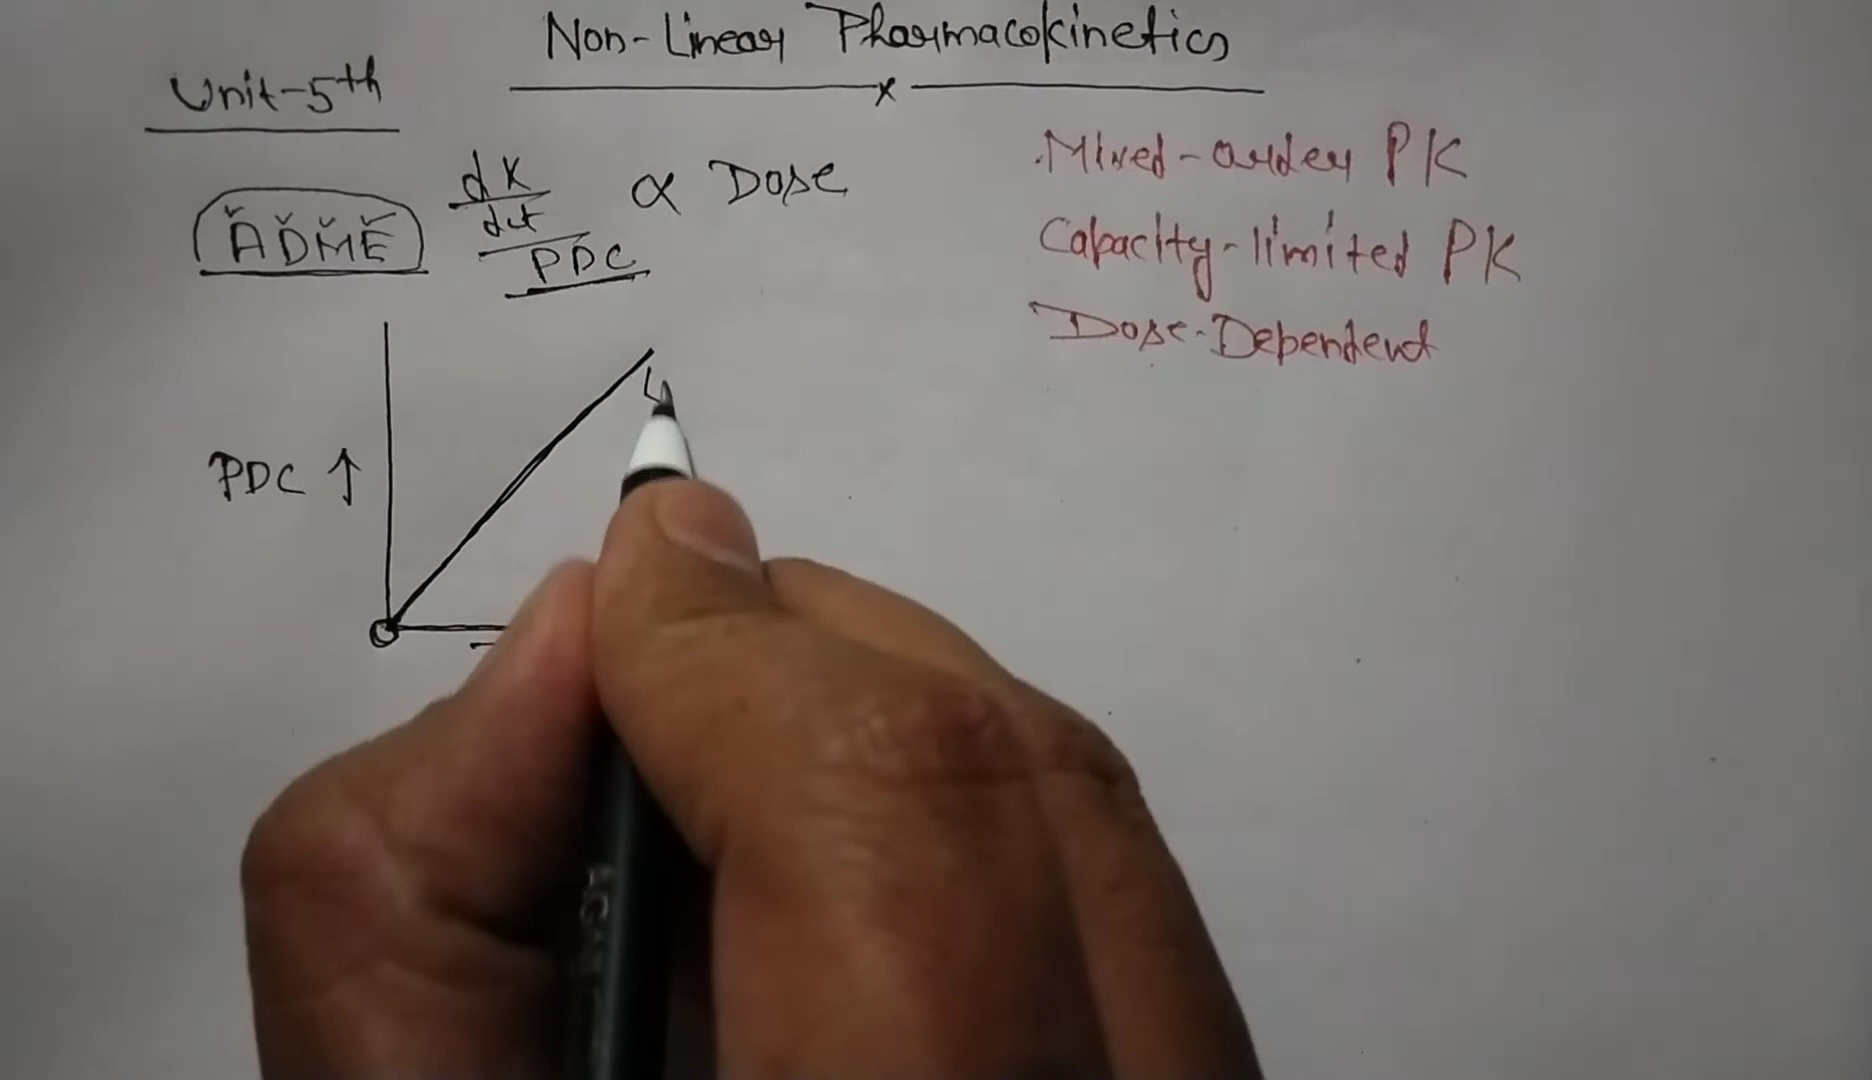 Non-Linear Pharmacokinetics
Unit-5th
ADME
dx
dt
PDC
∝ Dose
Mixed-order PK
Capacity-limited PK
Dose-Dependent
PDC ↑